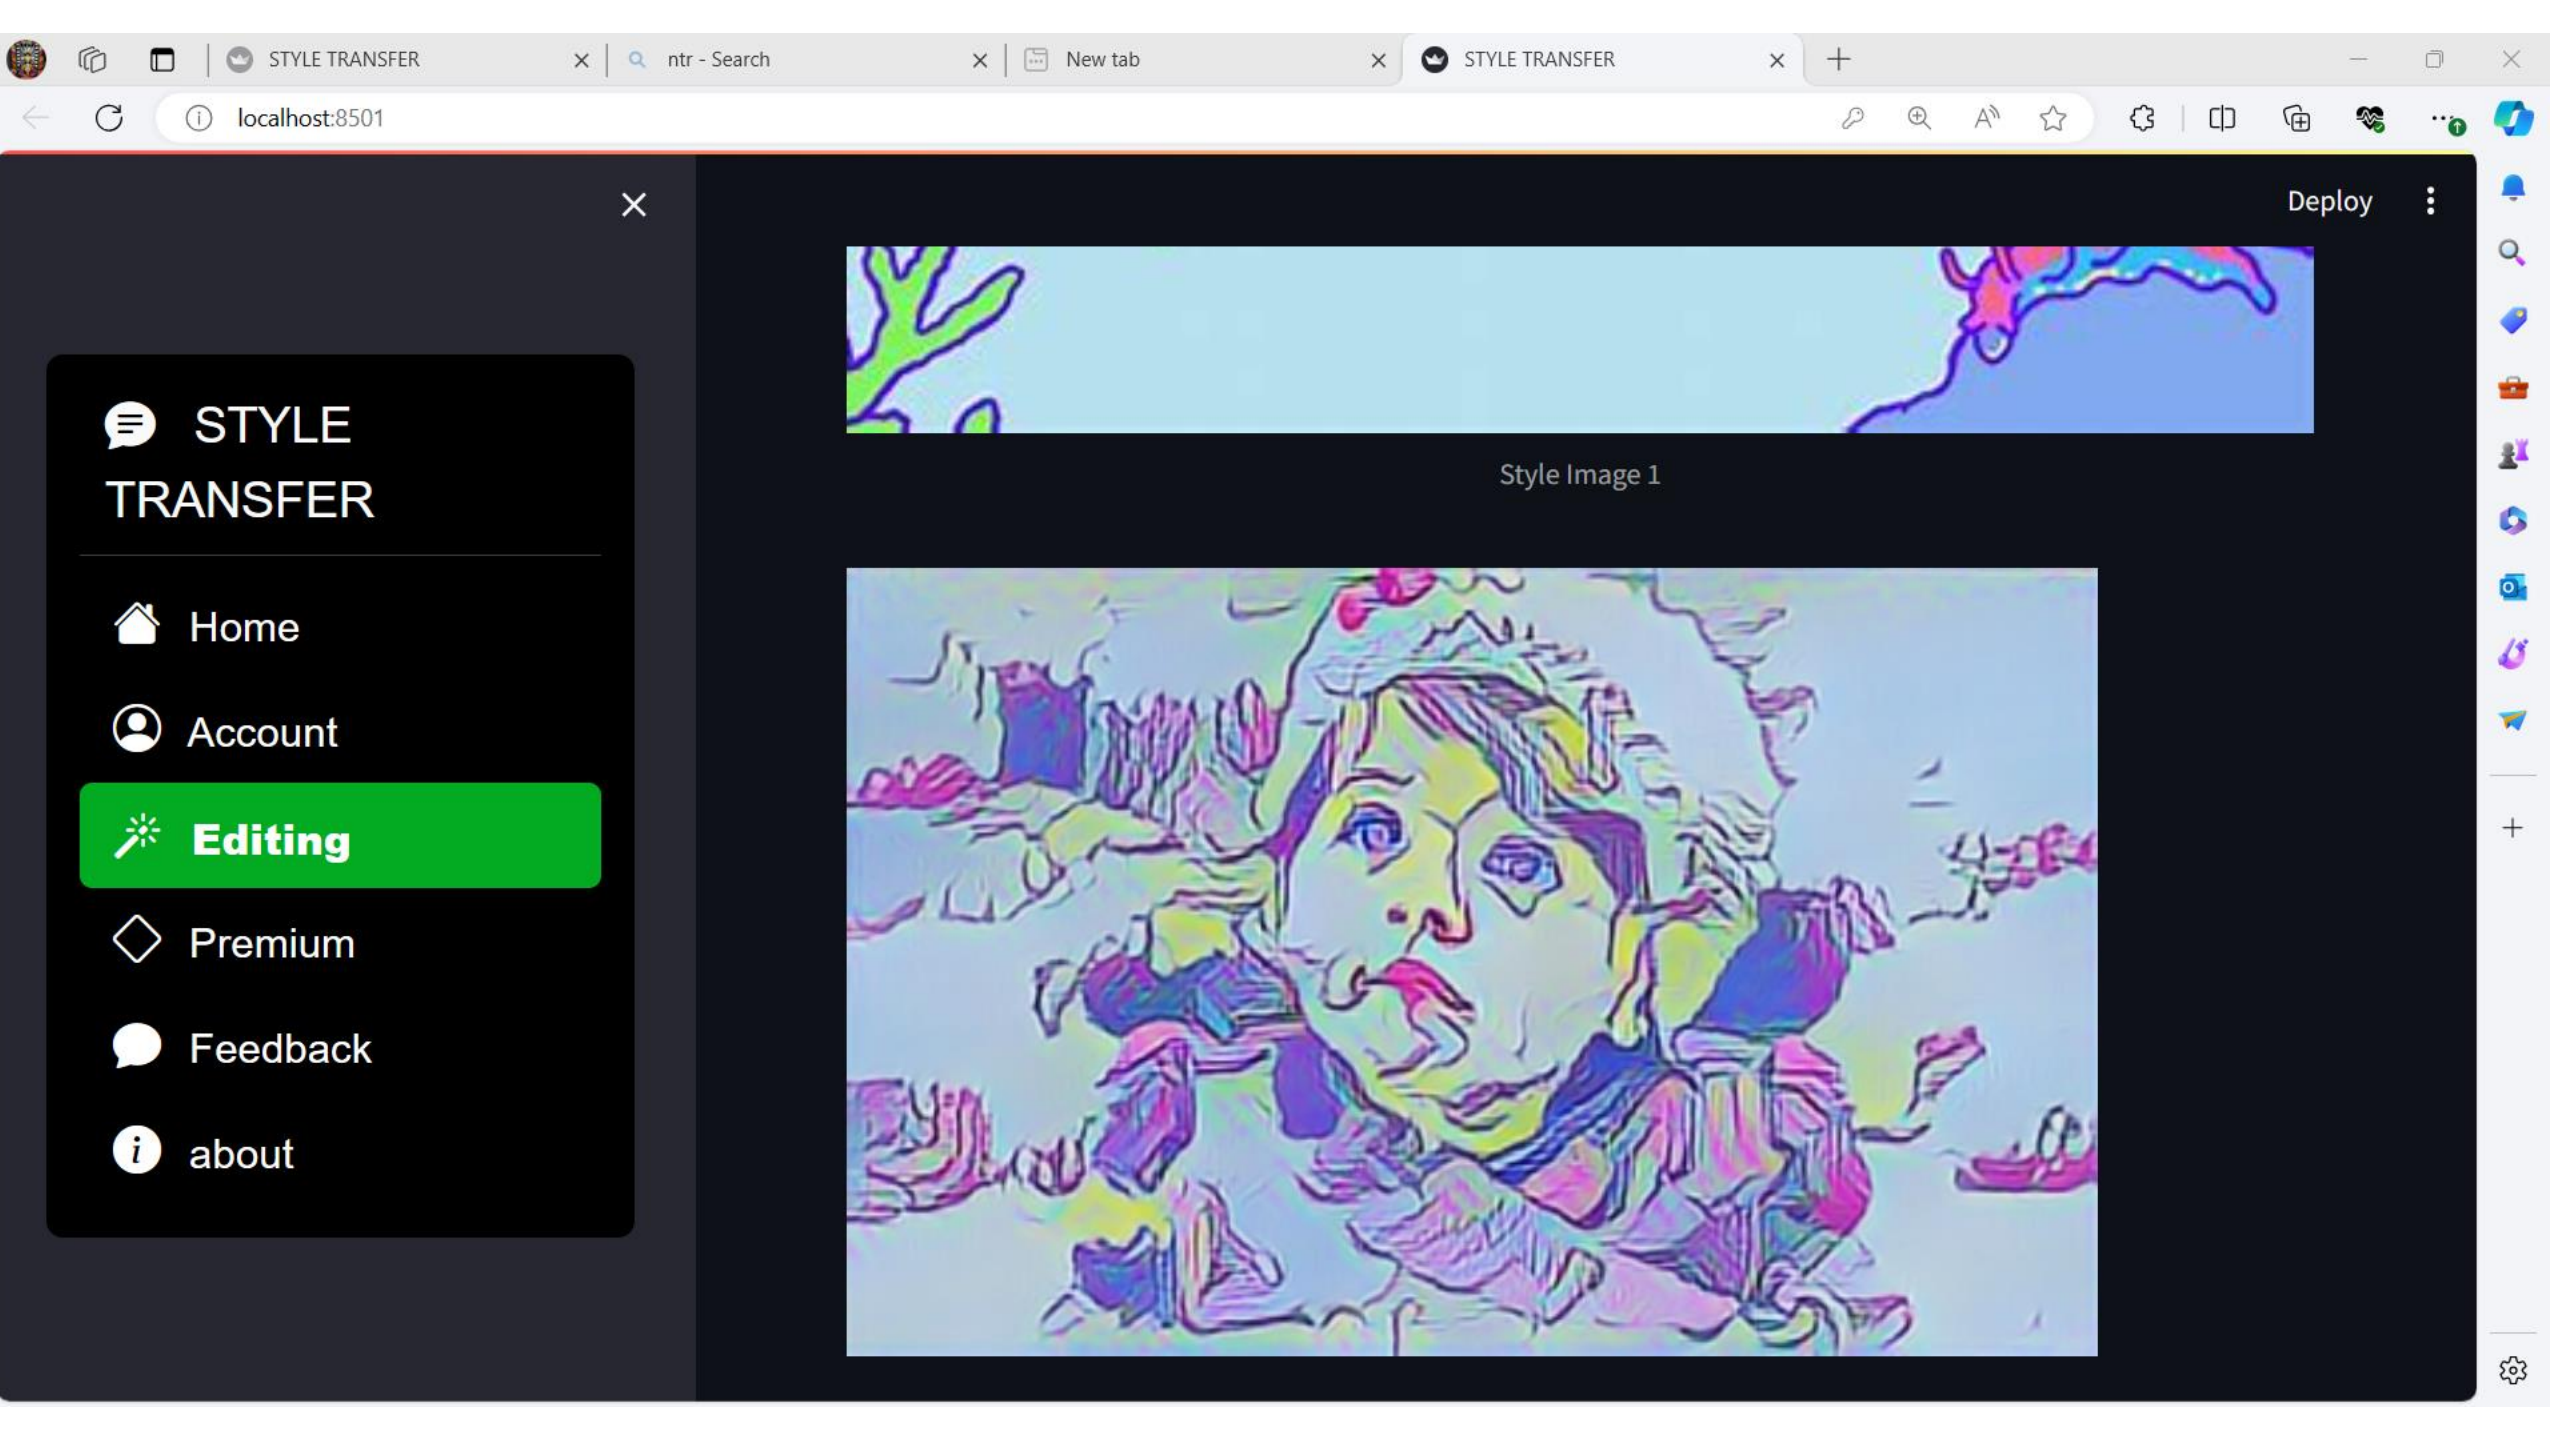 STYLE TRANSFER
ntr - Search
New tab
STYLE TRANSFER
localhost:8501
Deploy
STYLE
TRANSFER
Home
Account
Editing
Premium
Feedback
about
Style Image 1